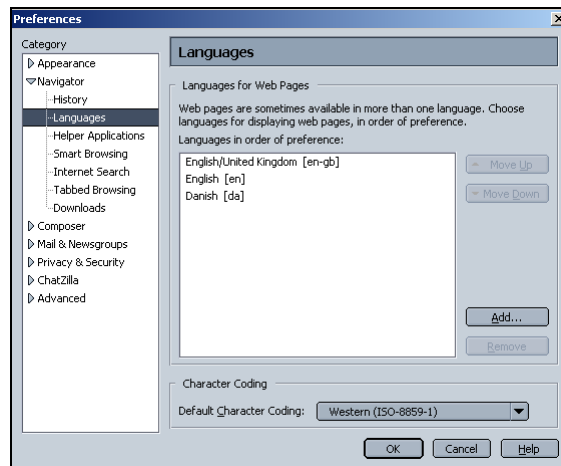 Preferences
Category
Appearance
Navigator
History
Languages
Helper Applications
Smart Browsing
Internet Search
Tabbed Browsing
Downloads
Composer
Mail & Newsgroups
Privacy & Security
ChatZilla
Advanced
Languages
Languages for Web Pages
Web pages are sometimes available in more than one language. Choose
languages for displaying web pages, in order of preference.
Languages in order of preference:
English/United Kingdom [en-gb]
English [en]
Danish [da]
Move Up
Move Down
Add...
Remove
Character Coding
Default Character Coding:
Western (ISO-8859-1)
OK
Cancel
Help